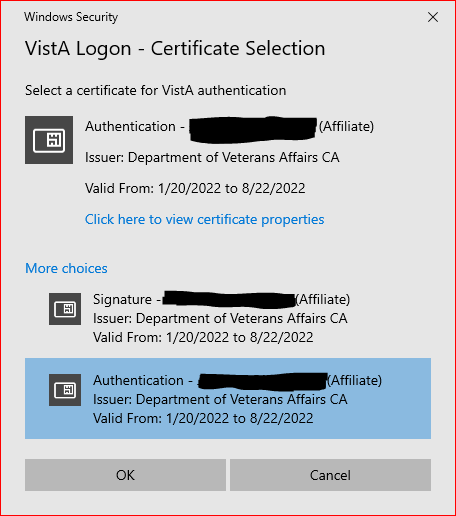 Windows Security
VistA Logon - Certificate Selection
Select a certificate for VistA authentication
Authentication - (Affiliate)
Issuer: Department of Veterans Affairs CA
Valid From: 1/20/2022 to 8/22/2022
Click here to view certificate properties
More choices
Signature - (Affiliate)
Issuer: Department of Veterans Affairs CA
Valid From: 1/20/2022 to 8/22/2022
Authentication - (Affiliate)
Issuer: Department of Veterans Affairs CA
Valid From: 1/20/2022 to 8/22/2022
OK
Cancel